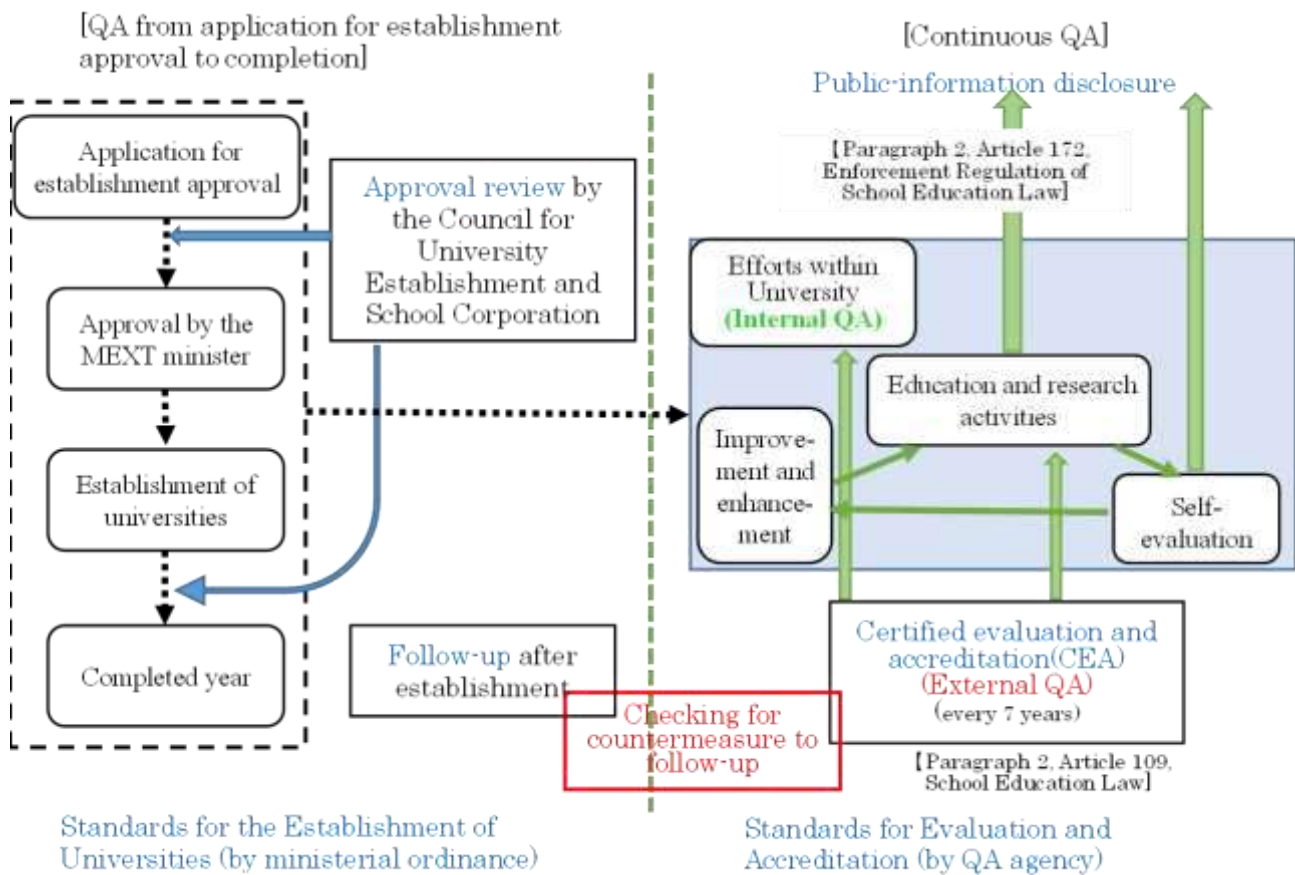 [QA from application for establishment
approval to completion]
Application for
establishment approval
Approval by the
MEXT minister
Establishment of
universities
Completed year
Approval review by
the Council for
University
Establishment and
School Corporation
Follow-up after
establishment
Checking for
countermeasure to
follow-up
Standards for the Establishment of
Universities (by ministerial ordinance)
[Continuous QA]
Public-information disclosure
【Paragraph 2, Article 172,
Enforcement Regulation of
School Education Law】
Efforts within
University
(Internal QA)
Education and research
activities
Improve-
ment and
enhance-
ment
Self-
evaluation
Certified evaluation and
accreditation(CEA)
(External QA)
(every 7 years)
【Paragraph 2, Article 109,
School Education Law】
Standards for Evaluation and
Accreditation (by QA agency)